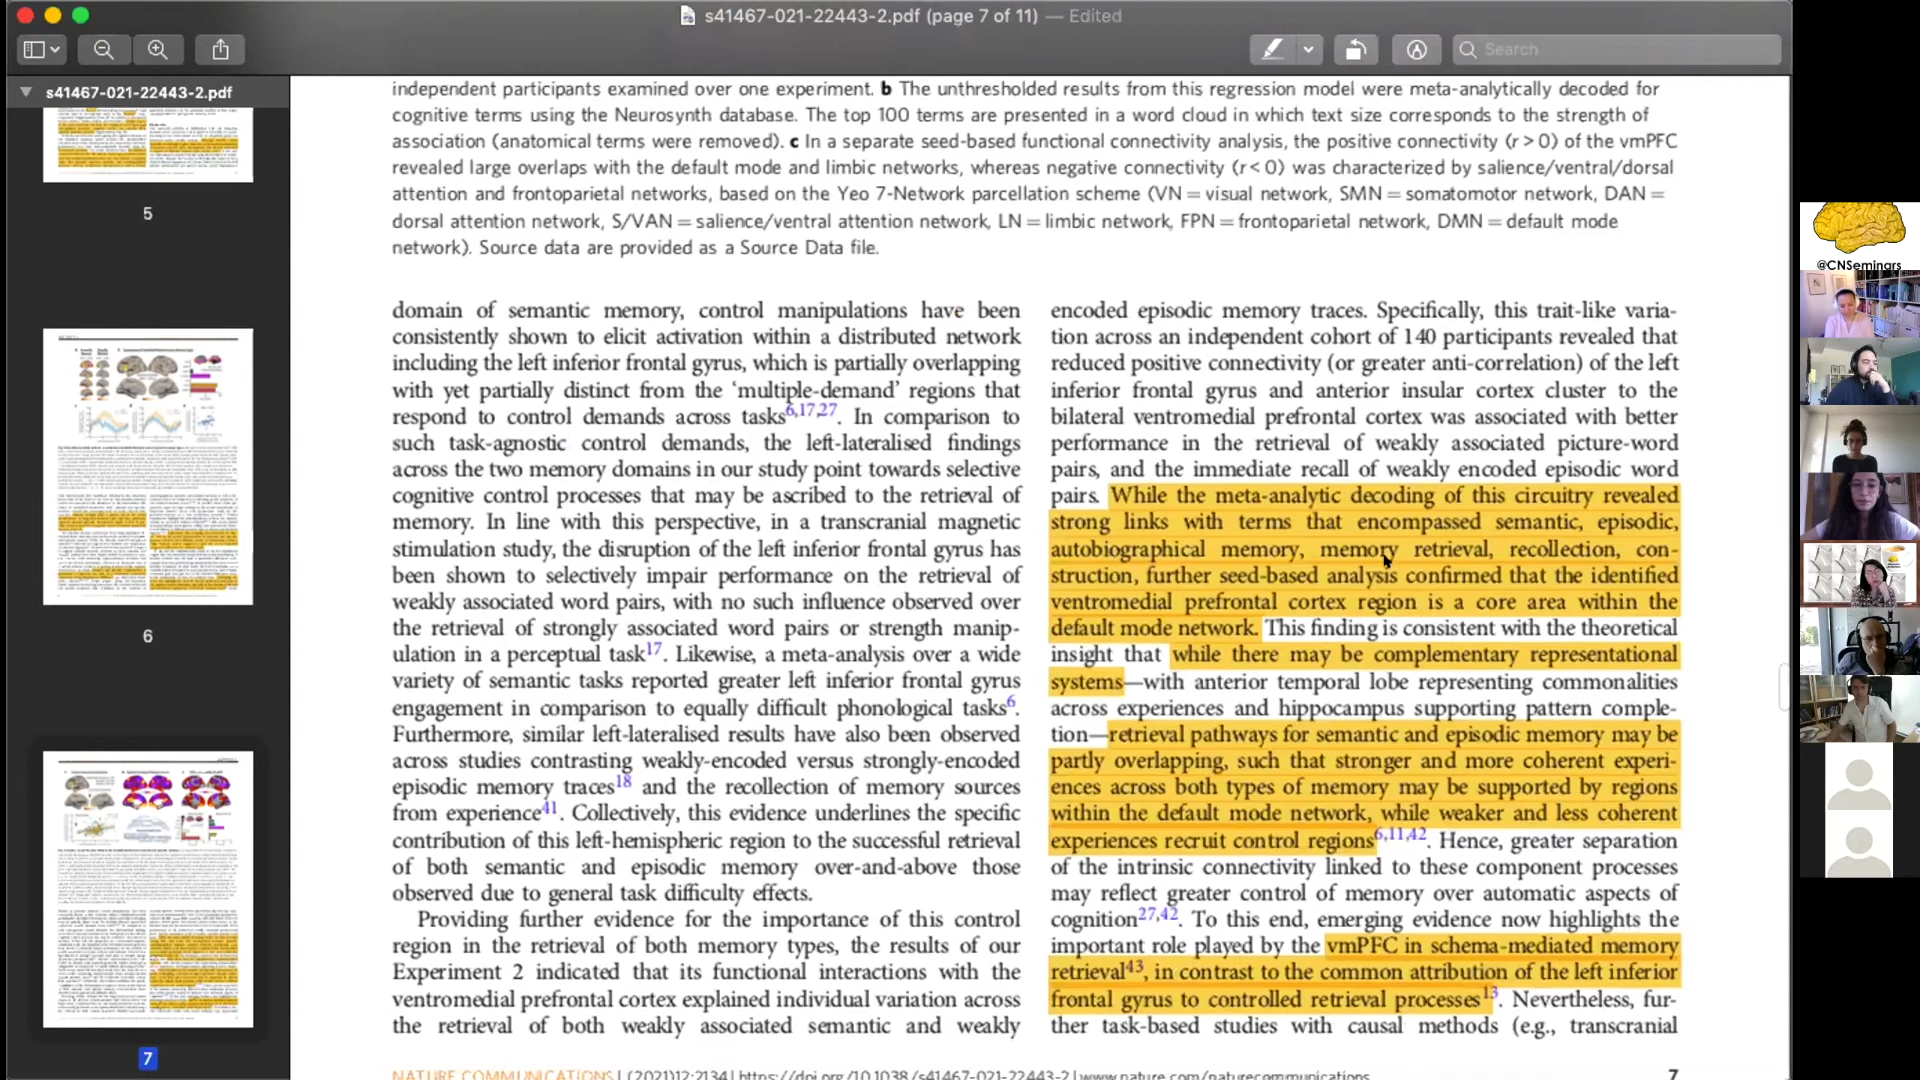 s41467-021-22443-2.pdf (page 7 of 11) — Edited
Search
s41467-021-22443-2.pdf
5
6
7
independent participants examined over one experiment. b The unthresholded results from this regression model were meta-analytically decoded for
cognitive terms using the Neurosynth database. The top 100 terms are presented in a word cloud in which text size corresponds to the strength of
association (anatomical terms were removed). c In a separate seed-based functional connectivity analysis, the positive connectivity (r > 0) of the vmPFC
revealed large overlaps with the default mode and limbic networks, whereas negative connectivity (r < 0) was characterized by salience/ventral/dorsal
attention and frontoparietal networks, based on the Yeo 7-Network parcellation scheme (VN = visual network, SMN = somatomotor network, DAN =
dorsal attention network, S/VAN = salience/ventral attention network, LN = limbic network, FPN = frontoparietal network, DMN = default mode
network). Source data are provided as a Source Data file.
domain of semantic memory, control manipulations have been
consistently shown to elicit activation within a distributed network
including the left inferior frontal gyrus, which is partially overlapping
with yet partially distinct from the ‘multiple-demand’ regions that
respond to control demands across tasks6,17,27. In comparison to
such task-agnostic control demands, the left-lateralised findings
across the two memory domains in our study point towards selective
cognitive control processes that may be ascribed to the retrieval of
memory. In line with this perspective, in a transcranial magnetic
stimulation study, the disruption of the left inferior frontal gyrus has
been shown to selectively impair performance on the retrieval of
weakly associated word pairs, with no such influence observed over
the retrieval of strongly associated word pairs or strength manip-
ulation in a perceptual task17. Likewise, a meta-analysis over a wide
variety of semantic tasks reported greater left inferior frontal gyrus
engagement in comparison to equally difficult phonological tasks6.
Furthermore, similar left-lateralised results have also been observed
across studies contrasting weakly-encoded versus strongly-encoded
episodic memory traces18 and the recollection of memory sources
from experience41. Collectively, this evidence underlines the specific
contribution of this left-hemispheric region to the successful retrieval
of both semantic and episodic memory over-and-above those
observed due to general task difficulty effects.
Providing further evidence for the importance of this control
region in the retrieval of both memory types, the results of our
Experiment 2 indicated that its functional interactions with the
ventromedial prefrontal cortex explained individual variation across
the retrieval of both weakly associated semantic and weakly
encoded episodic memory traces. Specifically, this trait-like varia-
tion across an independent cohort of 140 participants revealed that
reduced positive connectivity (or greater anti-correlation) of the left
inferior frontal gyrus and anterior insular cortex cluster to the
bilateral ventromedial prefrontal cortex was associated with better
performance in the retrieval of weakly associated picture-word
pairs, and the immediate recall of weakly encoded episodic word
pairs. While the meta-analytic decoding of this circuitry revealed
strong links with terms that encompassed semantic, episodic,
autobiographical memory, memory retrieval, recollection, con-
struction, further seed-based analysis confirmed that the identified
ventromedial prefrontal cortex region is a core area within the
default mode network. This finding is consistent with the theoretical
insight that while there may be complementary representational
systems—with anterior temporal lobe representing commonalities
across experiences and hippocampus supporting pattern comple-
tion—retrieval pathways for semantic and episodic memory may be
partly overlapping, such that stronger and more coherent experi-
ences across both types of memory may be supported by regions
within the default mode network, while weaker and less coherent
experiences recruit control regions6,11,42. Hence, greater separation
of the intrinsic connectivity linked to these component processes
may reflect greater control of memory over automatic aspects of
cognition27,42. To this end, emerging evidence now highlights the
important role played by the vmPFC in schema-mediated memory
retrieval43, in contrast to the common attribution of the left inferior
frontal gyrus to controlled retrieval processes13. Nevertheless, fur-
ther task-based studies with causal methods (e.g., transcranial
NATURE COMMUNICATIONS | (2021)12:2134 | https://doi.org/10.1038/s41467-021-22443-2 | www.nature.com/naturecommunications
7
@CNSeminars